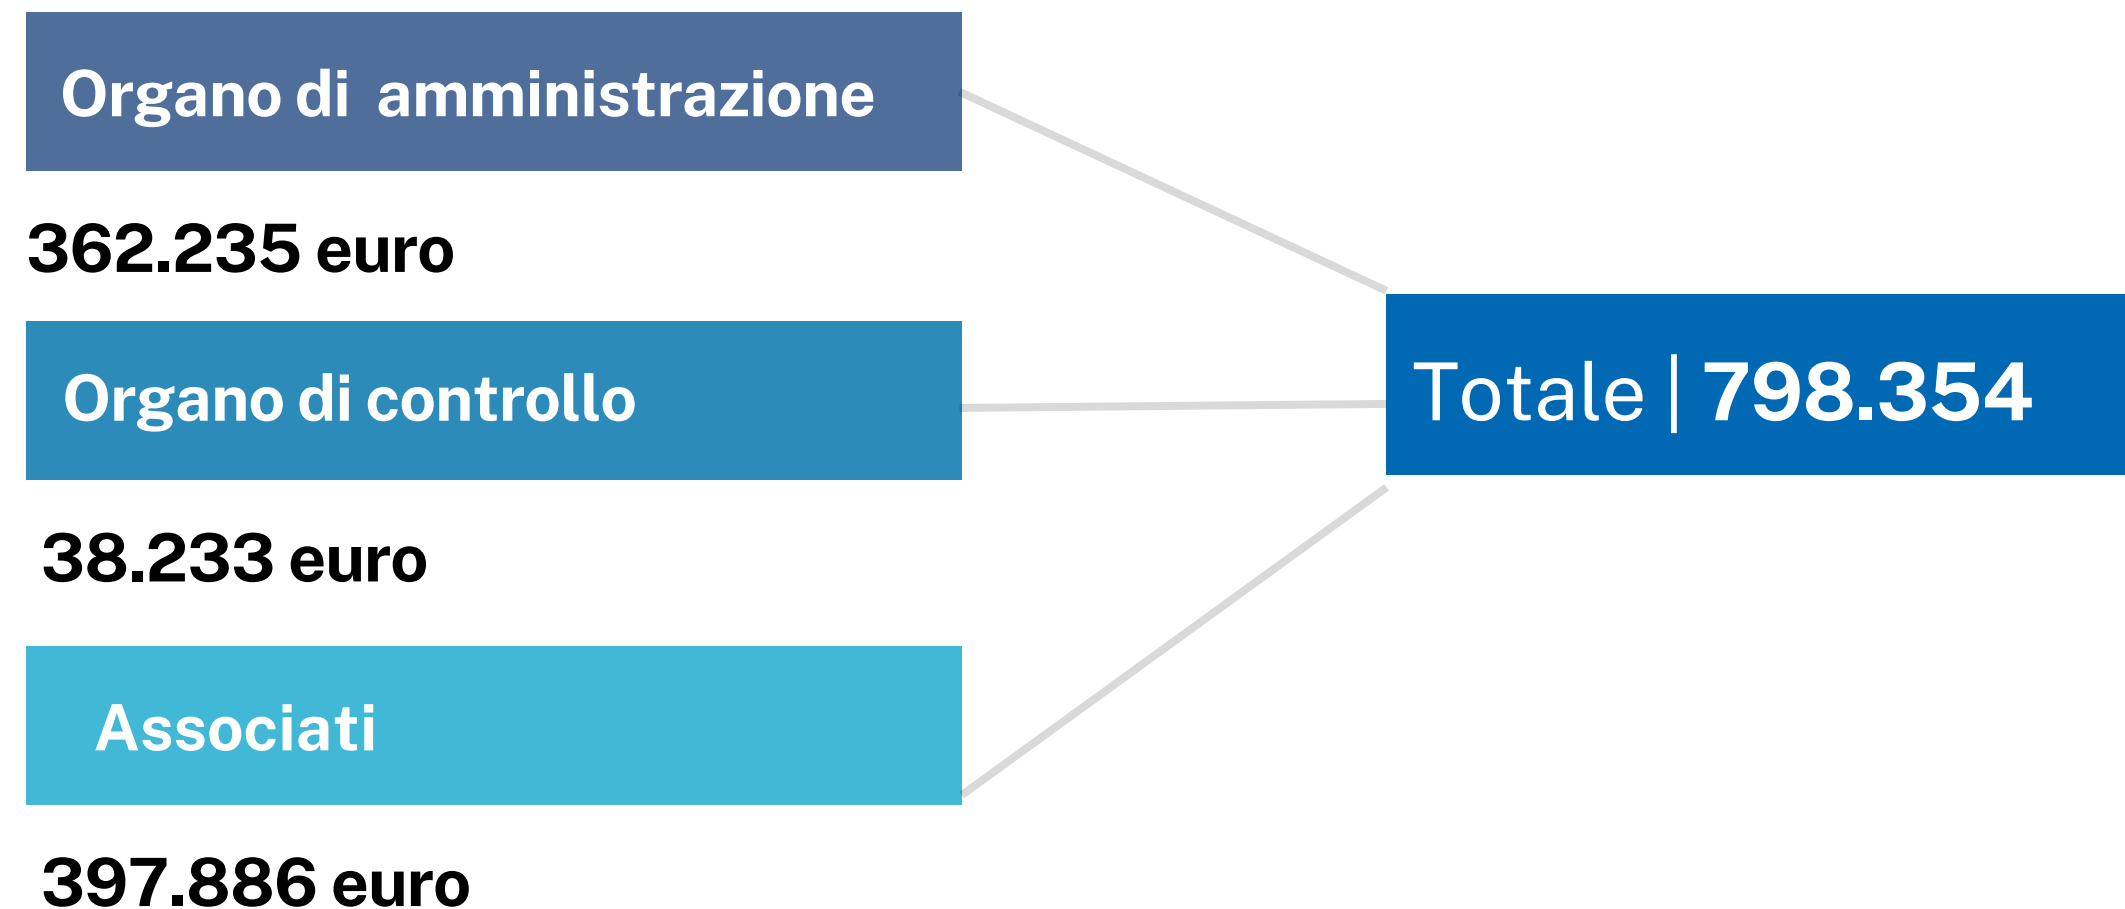 Organo di amministrazione
362.235 euro
Organo di controllo
38.233 euro
Associati
397.886 euro
Totale | 798.354